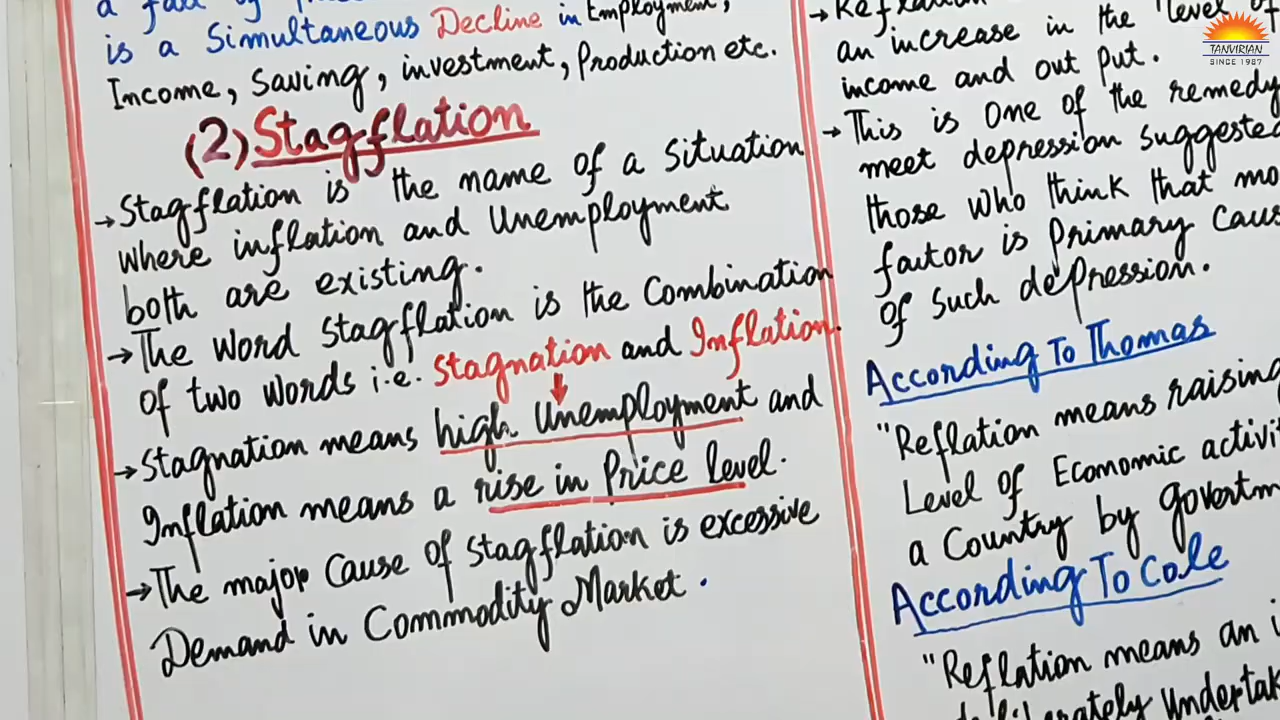 is a Simultaneous Decline in Employment,
Income, Saving, investment, Production etc.
(2) Stagflation
→ Stagflation is the name of a Situation
where inflation and Unemployment
both are existing.
→ The word Stagflation is the Combination
of two words i.e. Stagnation and Inflation.
→ Stagnation means high Unemployment and
Inflation means a rise in Price level.
→ The major Cause of Stagflation is excessive
Demand in Commodity Market.
an increase in the level of
income and out put.
→ This is one of the remedy
meet depression suggested
those who think that
factor is Primary
of such depression.
According To Thomas
"Reflation means raising
Level of Economic
a Country by
According To Cole
"Reflation means an
TANVIRIAN
SINCE 1987